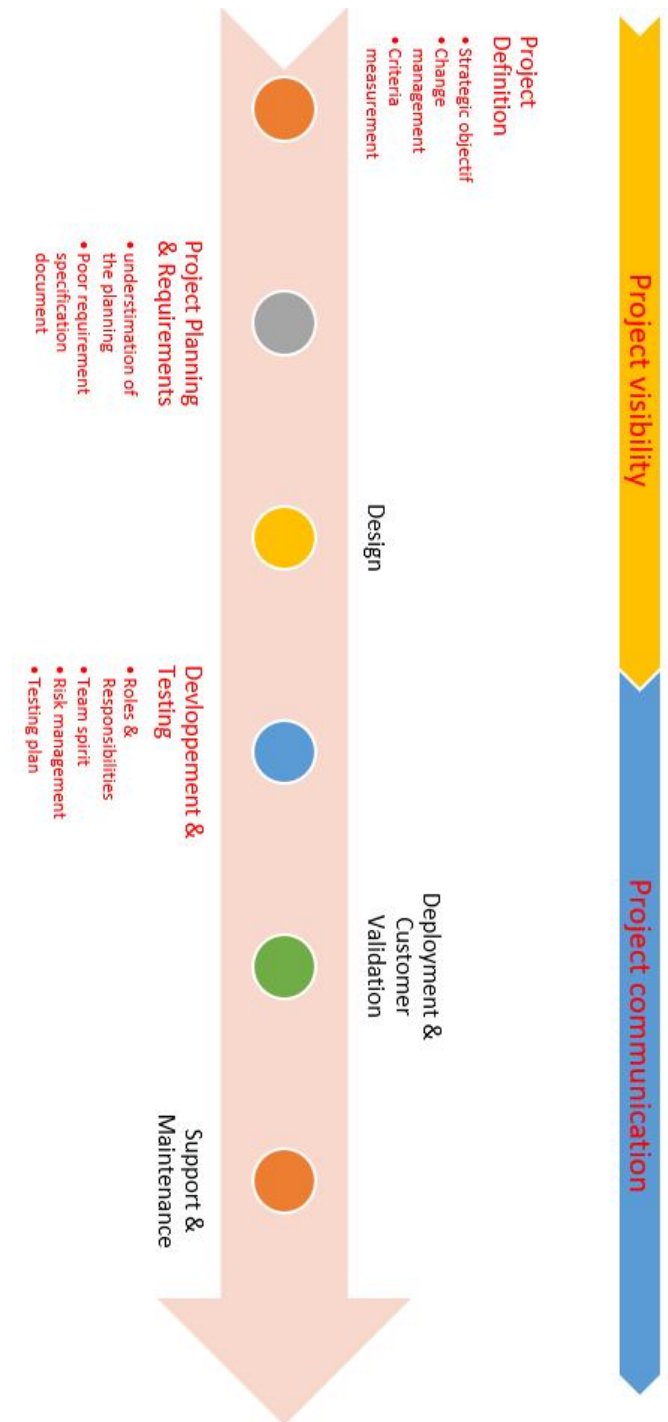 Project visibility
Project communication
Project
Definition
• Strategic objectif
• Change
management
• Criteria
measurement
Design
Deployment &
Customer
Validation
Project Planning
& Requirements
• understimation of
the planning
• Poor requirement
specification
document
Devloppement &
Testing
• Roles &
Responsibilities
• Team spirit
• Risk management
• Testing plan
Support &
Maintenance